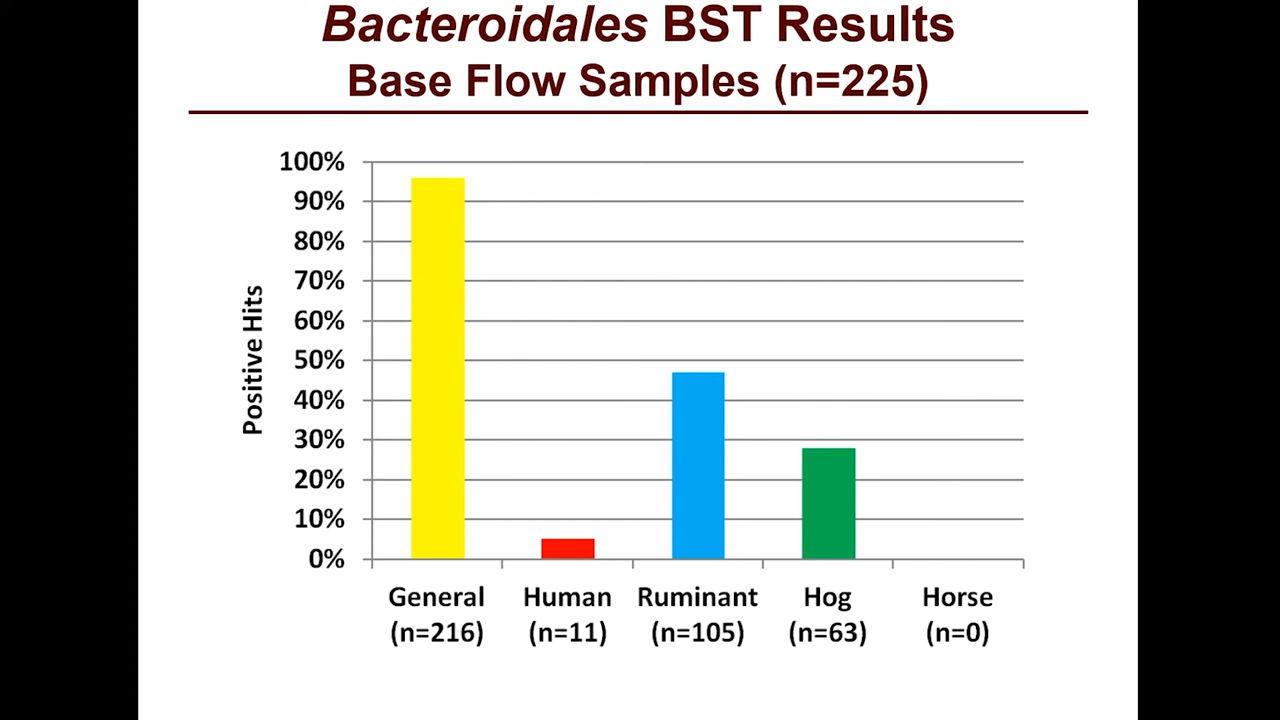 Bacteroidales BST Results
Base Flow Samples (n=225)
100%
90%
80%
70%
60%
50%
40%
30%
20%
10%
0%
Positive Hits
General Human Ruminant Hog Horse
(n=216) (n=11) (n=105) (n=63) (n=0)